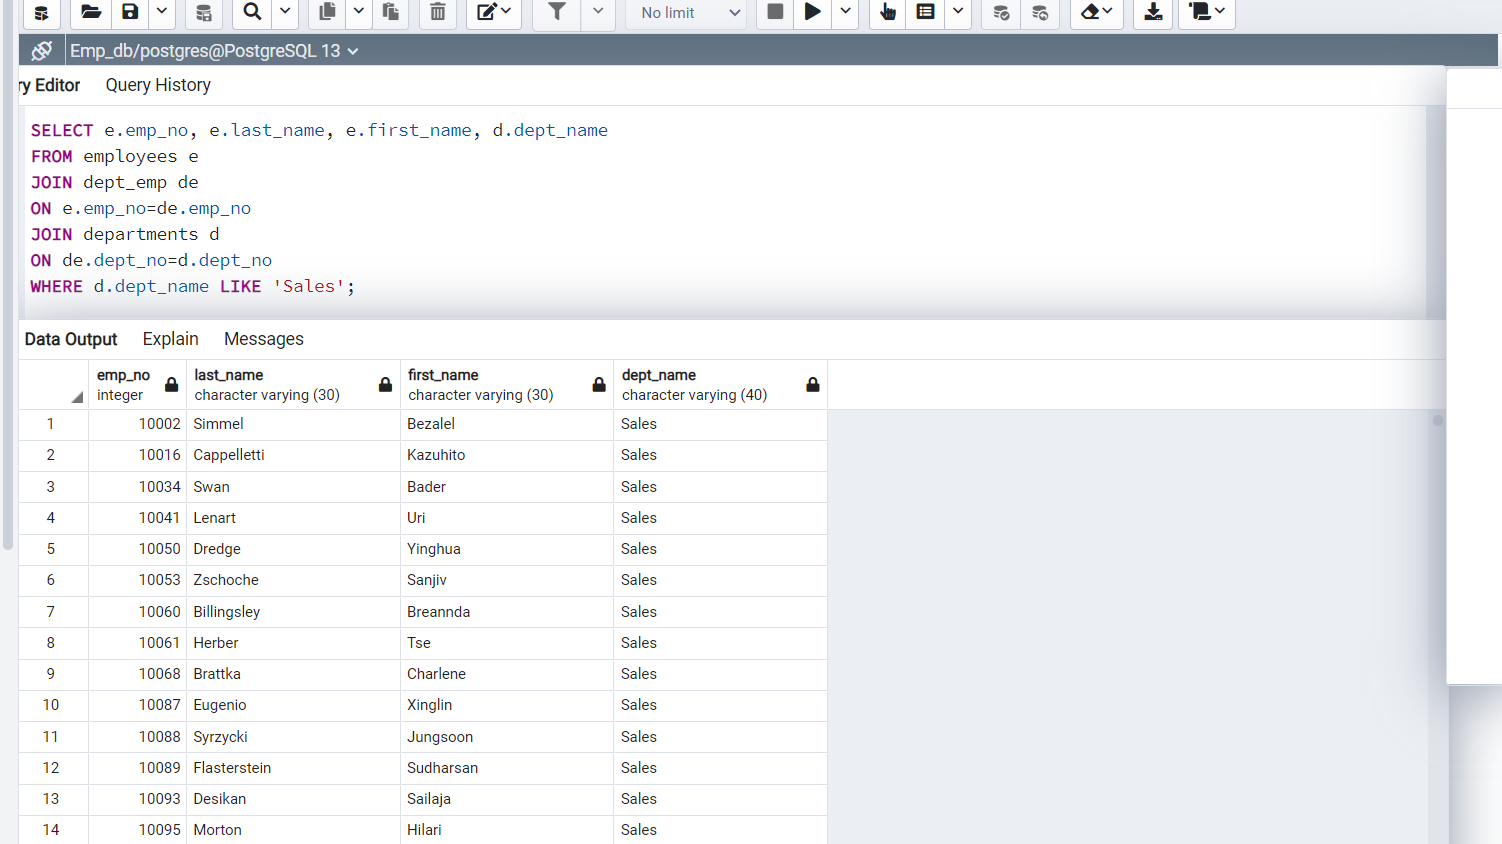 No limit
Emp_db/postgres@PostgreSQL 13
ry Editor Query History
SELECT e.emp_no, e.last_name, e.first_name, d.dept_name
FROM employees e
JOIN dept_emp de
ON e.emp_no=de.emp_no
JOIN departments d
ON de.dept_no=d.dept_no
WHERE d.dept_name LIKE 'Sales';
Data Output Explain Messages
emp_no last_name first_name dept_name
integer character varying (30) character varying (30) character varying (40)
1 10002 Simmel Bezalel Sales
2 10016 Cappelletti Kazuhito Sales
3 10034 Swan Bader Sales
4 10041 Lenart Uri Sales
5 10050 Dredge Yinghua Sales
6 10053 Zschoche Sanjiv Sales
7 10060 Billingsley Breannda Sales
8 10061 Herber Tse Sales
9 10068 Brattka Charlene Sales
10 10087 Eugenio Xinglin Sales
11 10088 Syrzycki Jungsoon Sales
12 10089 Flasterstein Sudharsan Sales
13 10093 Desikan Sailaja Sales
14 10095 Morton Hilari Sales